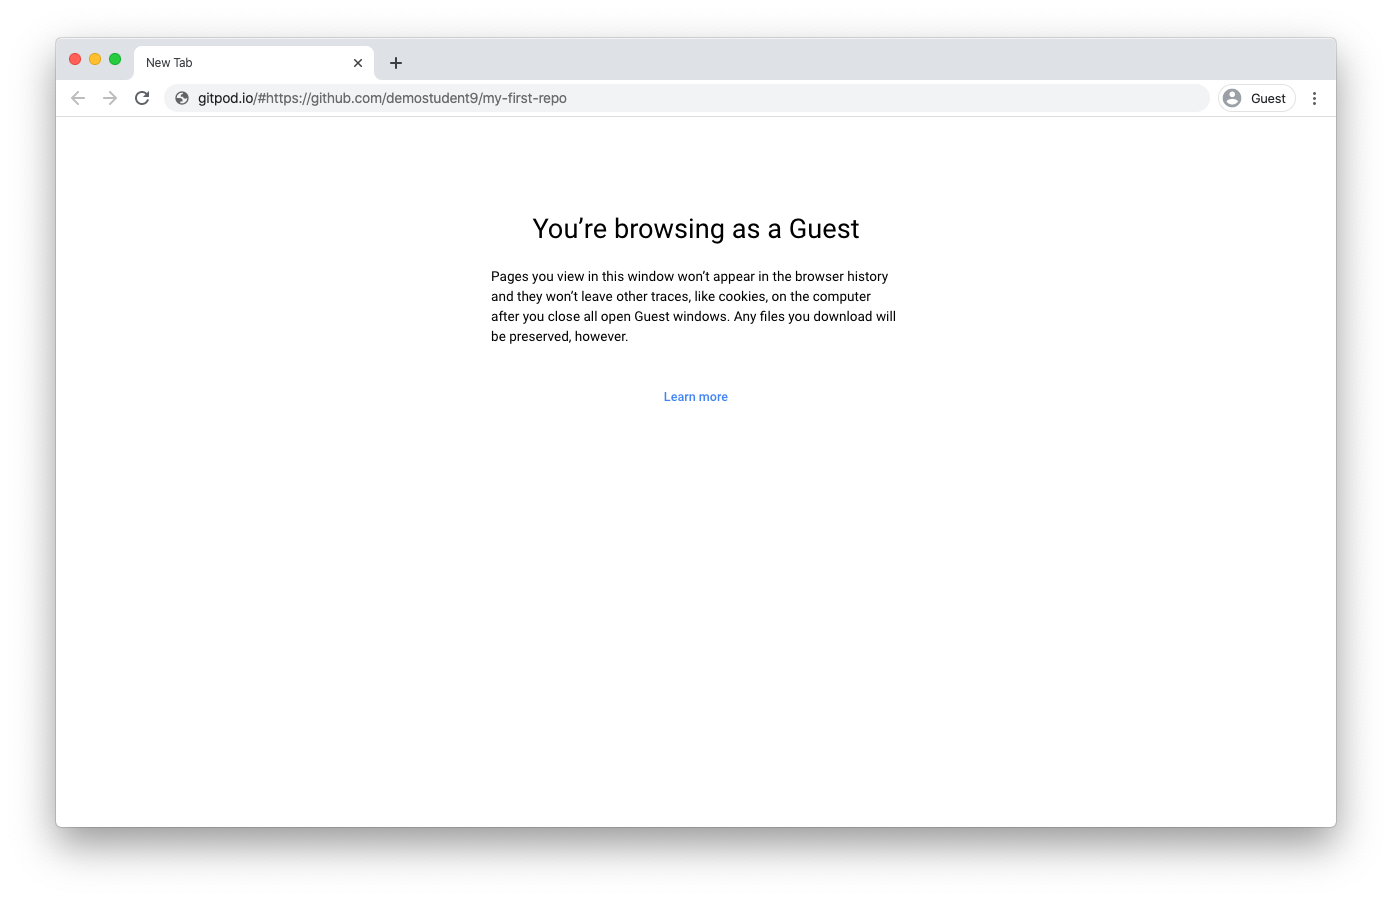 New Tab
gitpod.io/#https://github.com/demostudent9/my-first-repo
Guest
You’re browsing as a Guest
Pages you view in this window won’t appear in the browser history
and they won’t leave other traces, like cookies, on the computer
after you close all open Guest windows. Any files you download will
be preserved, however.
Learn more